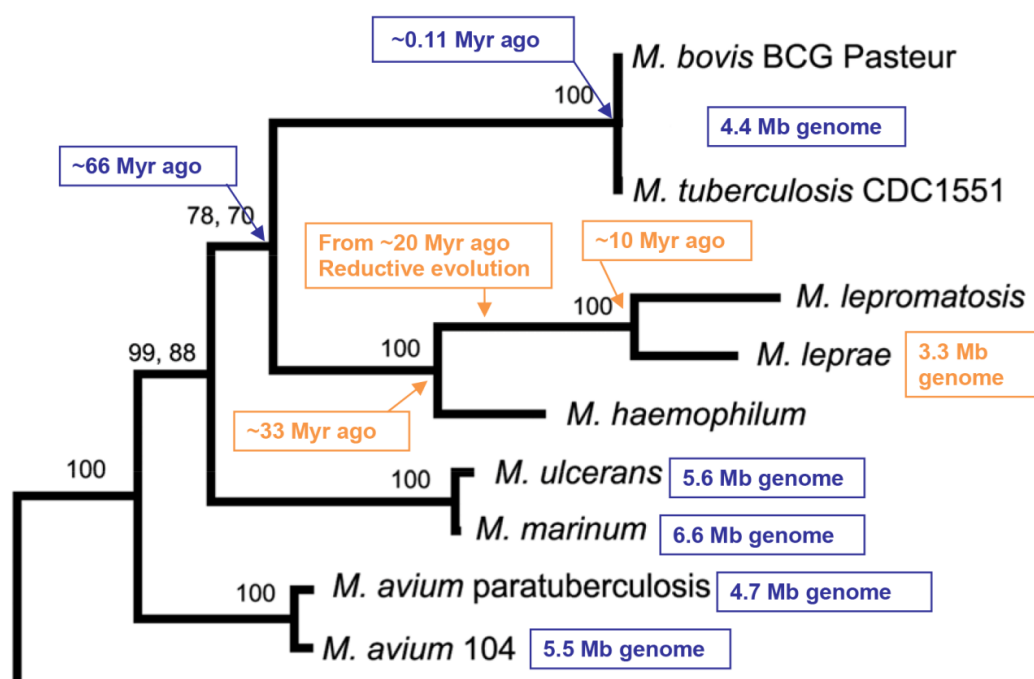 ~0.11 Myr ago
M. bovis BCG Pasteur
100
4.4 Mb genome
~66 Myr ago
M. tuberculosis CDC1551
78, 70
From ~20 Myr ago
Reductive evolution
~10 Myr ago
100
M. lepromatosis
99, 88
100
M. leprae
3.3 Mb
genome
~33 Myr ago
M. haemophilum
100
100
M. ulcerans
5.6 Mb genome
M. marinum
6.6 Mb genome
100
M. avium paratuberculosis
4.7 Mb genome
M. avium 104
5.5 Mb genome